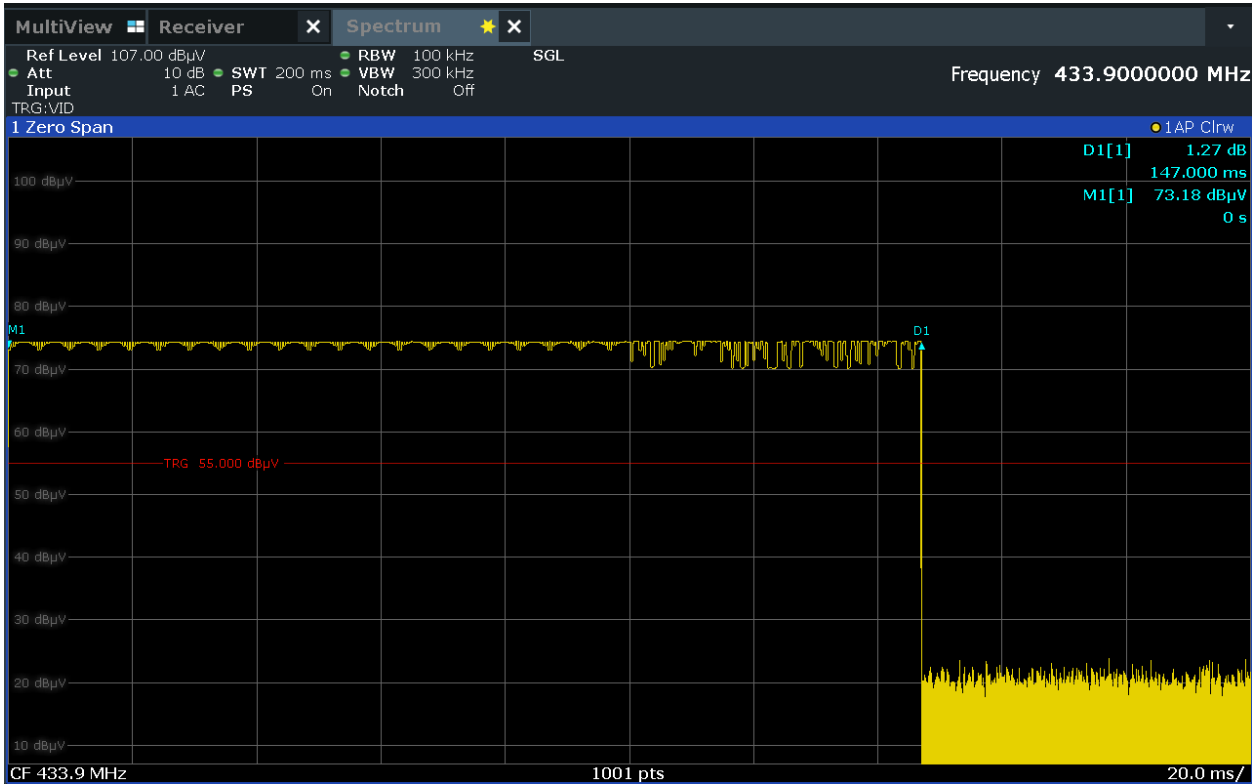 MultiView Receiver X Spectrum X
Ref Level 107.00 dBµV RBW 100 kHz SGL
Att 10 dB SWT 200 ms VBW 300 kHz Frequency 433.9000000 MHz
Input 1 AC PS On Notch Off
TRG:VID
1 Zero Span 1AP Clrw
D1[1] 1.27 dB
147.000 ms
M1[1] 73.18 dBµV
0 s
100 dBµV
90 dBµV
80 dBµV
M1 D1
70 dBµV
60 dBµV
TRG 55.000 dBµV
50 dBµV
40 dBµV
30 dBµV
20 dBµV
10 dBµV
CF 433.9 MHz 1001 pts 20.0 ms/